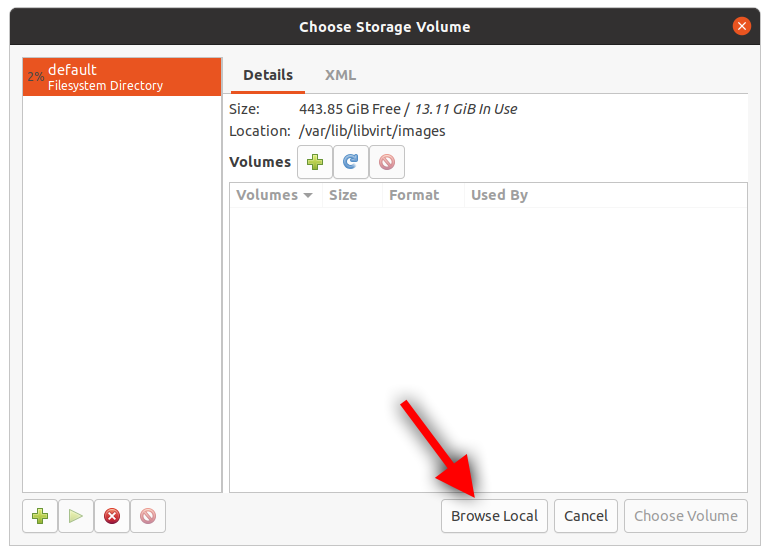 Choose Storage Volume
2% default
Filesystem Directory
Details XML
Size: 443.85 GiB Free / 13.11 GiB In Use
Location: /var/lib/libvirt/images
Volumes
Volumes Size Format Used By
Browse Local Cancel Choose Volume